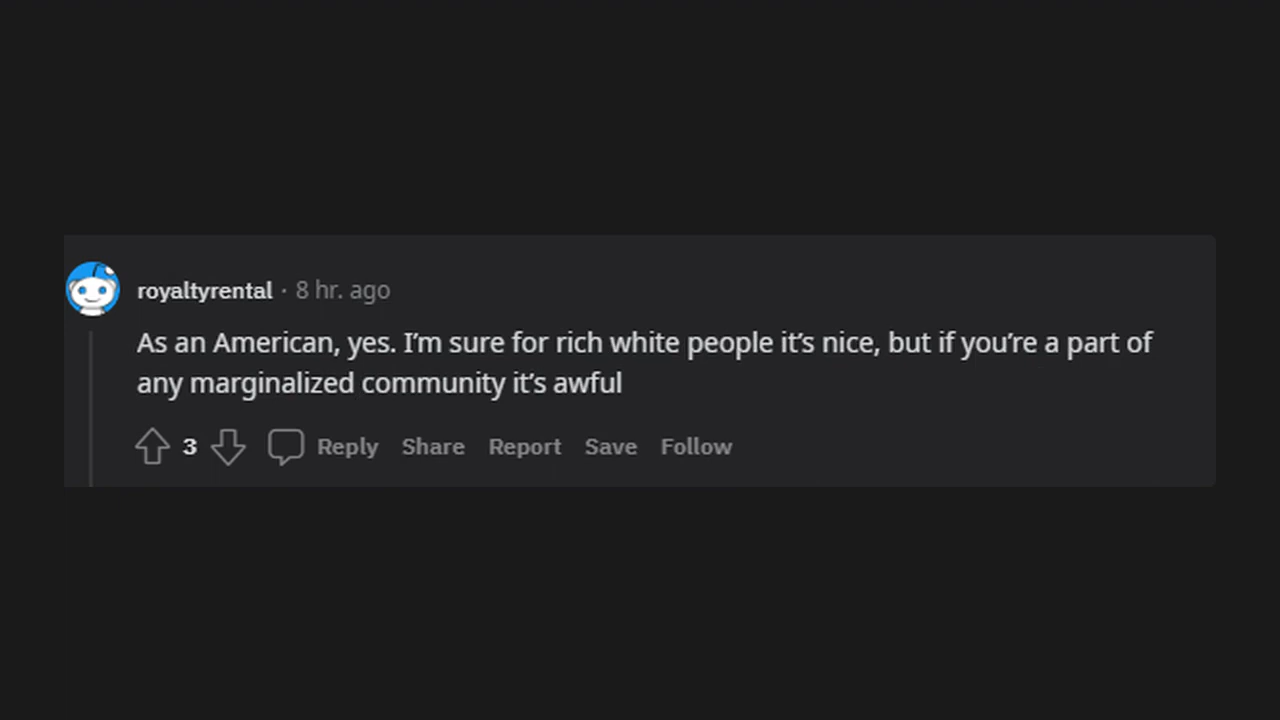 royaltyrental · 8 hr. ago
As an American, yes. I’m sure for rich white people it’s nice, but if you’re a part of
any marginalized community it’s awful
3 Reply Share Report Save Follow